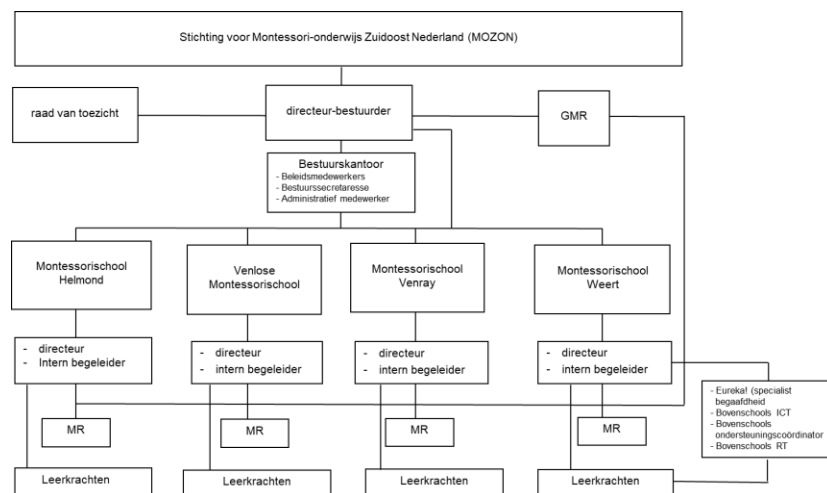 Stichting voor Montessori-onderwijs Zuidoost Nederland (MOZON)
raad van toezicht
directeur-bestuurder
GMR
Bestuurskantoor
- Beleidsmedewerkers
- Bestuurssecretaresse
- Administratief medewerker
Montessorischool
Helmond
Venlose
Montessorischool
Montessorischool
Venray
Montessorischool
Weert
- directeur
- Intern begeleider
- directeur
- intern begeleider
- directeur
- intern begeleider
- directeur
- intern begeleider
- Eureka! (specialist
begaafdheid
- Bovenschools ICT
- Bovenschools
ondersteuningscoördinator
- Bovenschools RT
MR
MR
MR
MR
Leerkrachten
Leerkrachten
Leerkrachten
Leerkrachten